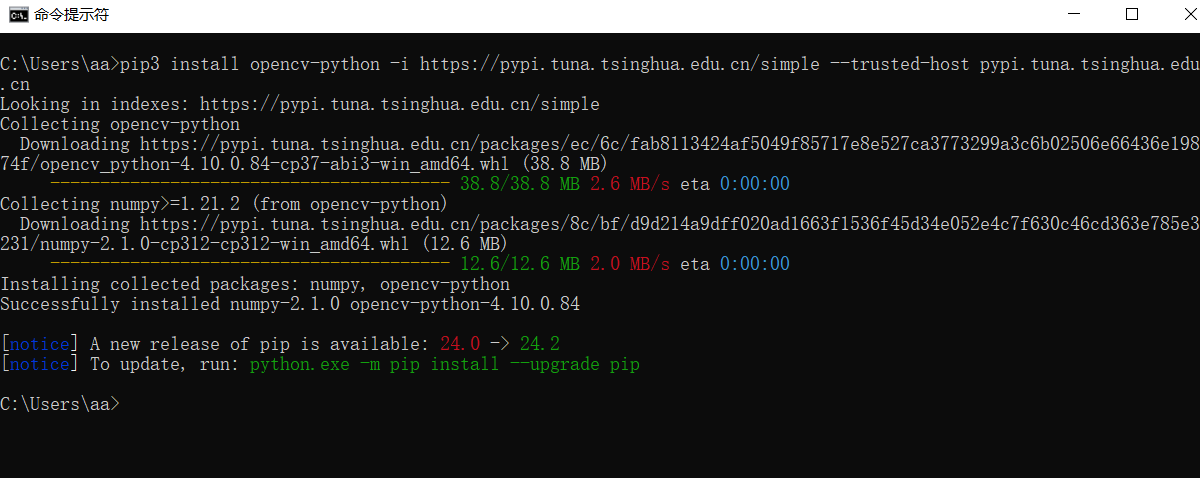 命令提示符
C:\Users\aa>pip3 install opencv-python -i https://pypi.tuna.tsinghua.edu.cn/simple --trusted-host pypi.tuna.tsinghua.edu
.cn
Looking in indexes: https://pypi.tuna.tsinghua.edu.cn/simple
Collecting opencv-python
  Downloading https://pypi.tuna.tsinghua.edu.cn/packages/ec/6c/fab8113424af5049f85717e8e527ca3773299a3c6b02506e66436e198
74f/opencv_python-4.10.0.84-cp37-abi3-win_amd64.whl (38.8 MB)
     ---------------------------------------- 38.8/38.8 MB 2.6 MB/s eta 0:00:00
Collecting numpy>=1.21.2 (from opencv-python)
  Downloading https://pypi.tuna.tsinghua.edu.cn/packages/8c/bf/d9d214a9dff020ad1663f1536f45d34e052e4c7f630c46cd363e785e3
231/numpy-2.1.0-cp312-cp312-win_amd64.whl (12.6 MB)
     ---------------------------------------- 12.6/12.6 MB 2.0 MB/s eta 0:00:00
Installing collected packages: numpy, opencv-python
Successfully installed numpy-2.1.0 opencv-python-4.10.0.84
[notice] A new release of pip is available: 24.0 -> 24.2
[notice] To update, run: python.exe -m pip install --upgrade pip
C:\Users\aa>